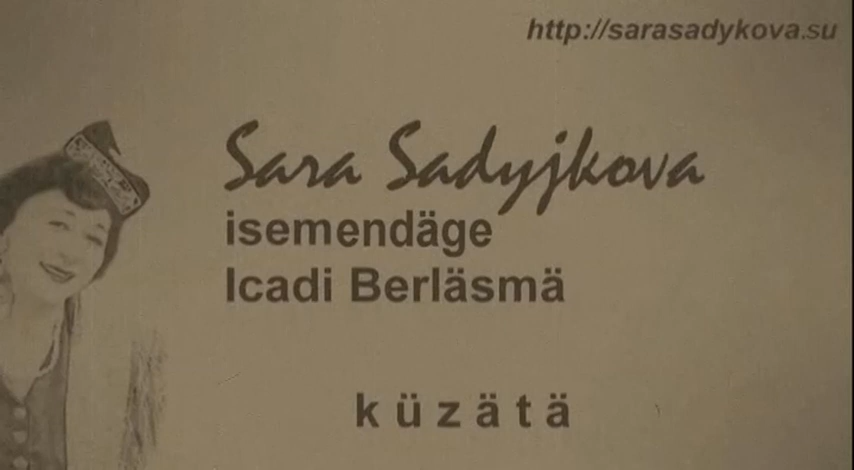 http://sarasadykova.su
Sara Sadyjkova
isemendäge
Icadi Berläsmä
küzätä